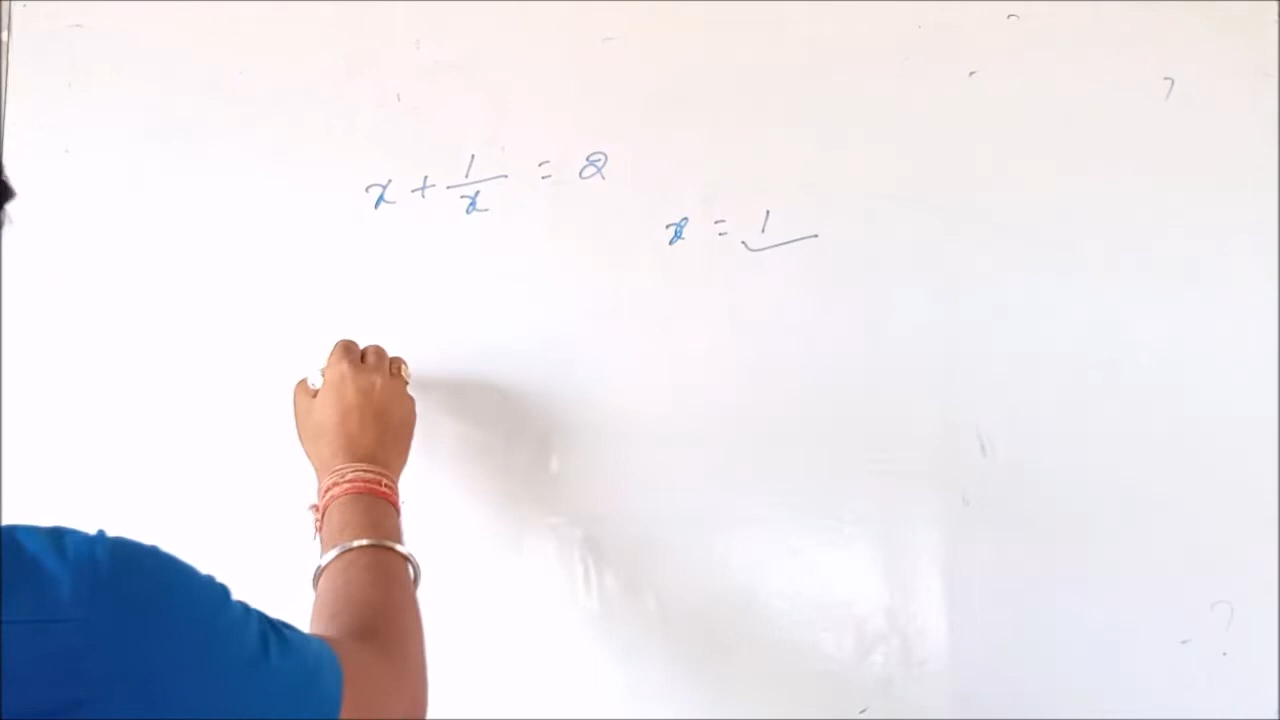 x + 1/x = 2
x = 1
?